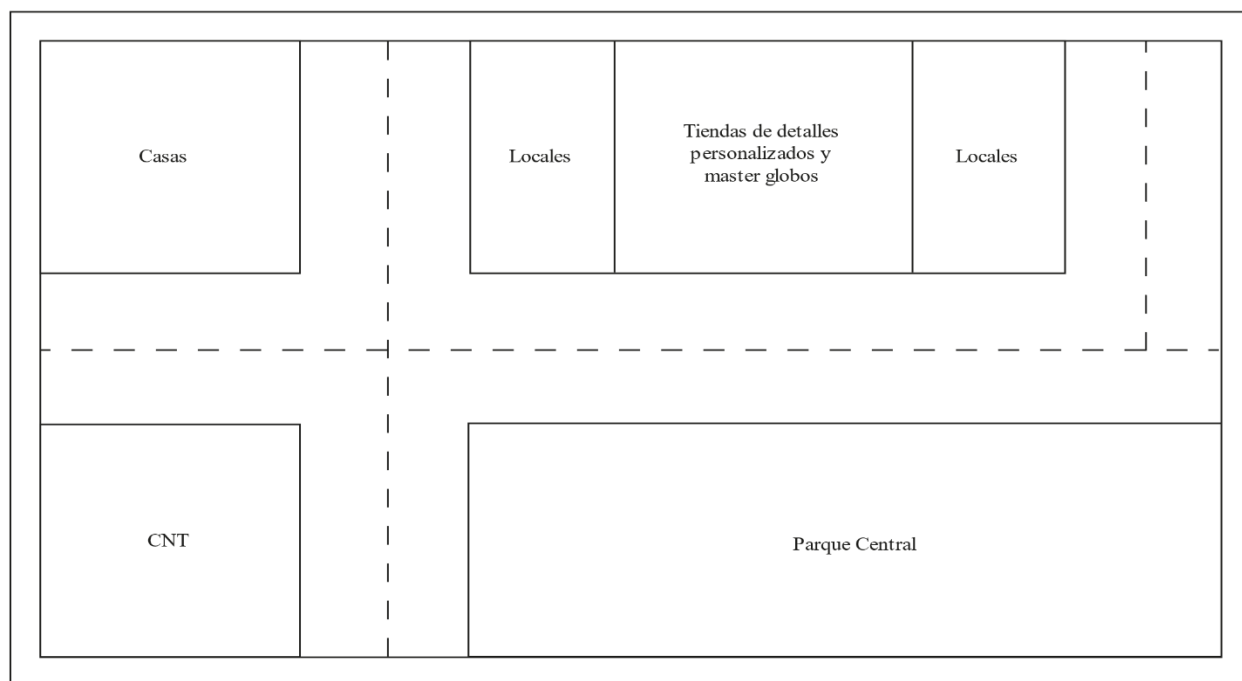 Casas
Locales
Tiendas de detalles
personalizados y
master globos
Locales
CNT
Parque Central